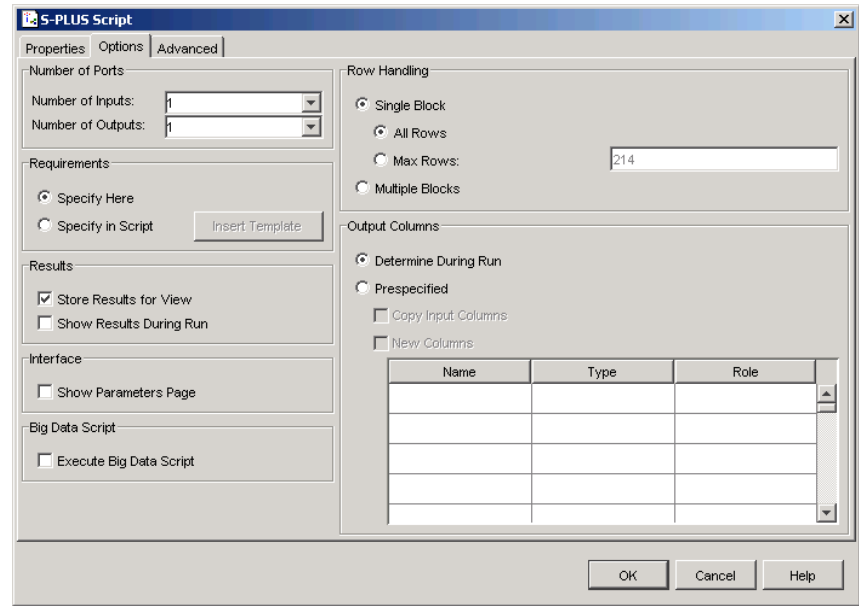 S-PLUS Script
Properties Options Advanced
Number of Ports
Number of Inputs: 1
Number of Outputs: 1
Requirements
Specify Here
Specify in Script Insert Template
Results
Store Results for View
Show Results During Run
Interface
Show Parameters Page
Big Data Script
Execute Big Data Script
Row Handling
Single Block
All Rows
Max Rows: 214
Multiple Blocks
Output Columns
Determine During Run
Prespecified
Copy Input Columns
New Columns
Name Type Role
OK Cancel Help